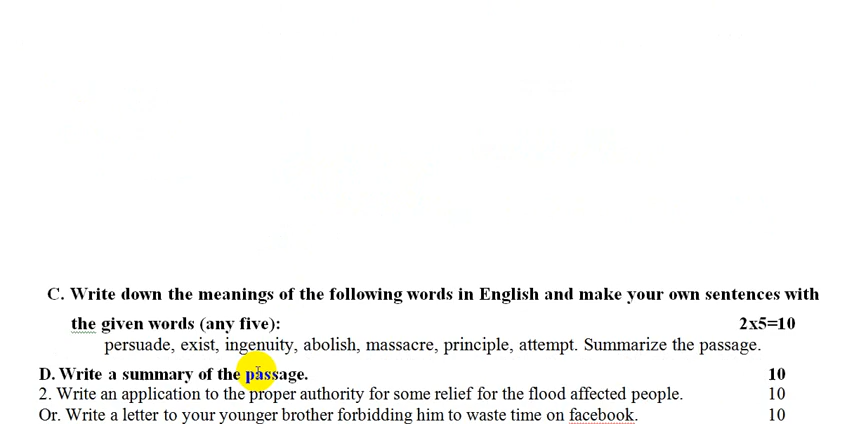 C. Write down the meanings of the following words in English and make your own sentences with
the given words (any five): 2x5=10
persuade, exist, ingenuity, abolish, massacre, principle, attempt. Summarize the passage.
D. Write a summary of the passage. 10
2. Write an application to the proper authority for some relief for the flood affected people. 10
Or. Write a letter to your younger brother forbidding him to waste time on facebook. 10